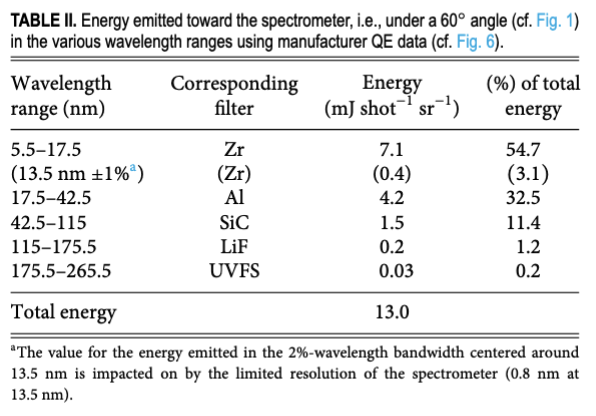 TABLE II. Energy emitted toward the spectrometer, i.e., under a 60° angle (cf. Fig. 1)
in the various wavelength ranges using manufacturer QE data (cf. Fig. 6).
Wavelength Corresponding Energy (%) of total
range (nm) filter (mJ shot⁻¹ sr⁻¹) energy
5.5–17.5 Zr 7.1 54.7
(13.5 nm ±1%ᵃ) (Zr) (0.4) (3.1)
17.5–42.5 Al 4.2 32.5
42.5–115 SiC 1.5 11.4
115–175.5 LiF 0.2 1.2
175.5–265.5 UVFS 0.03 0.2
Total energy 13.0
ᵃThe value for the energy emitted in the 2%-wavelength bandwidth centered around
13.5 nm is impacted on by the limited resolution of the spectrometer (0.8 nm at
13.5 nm).